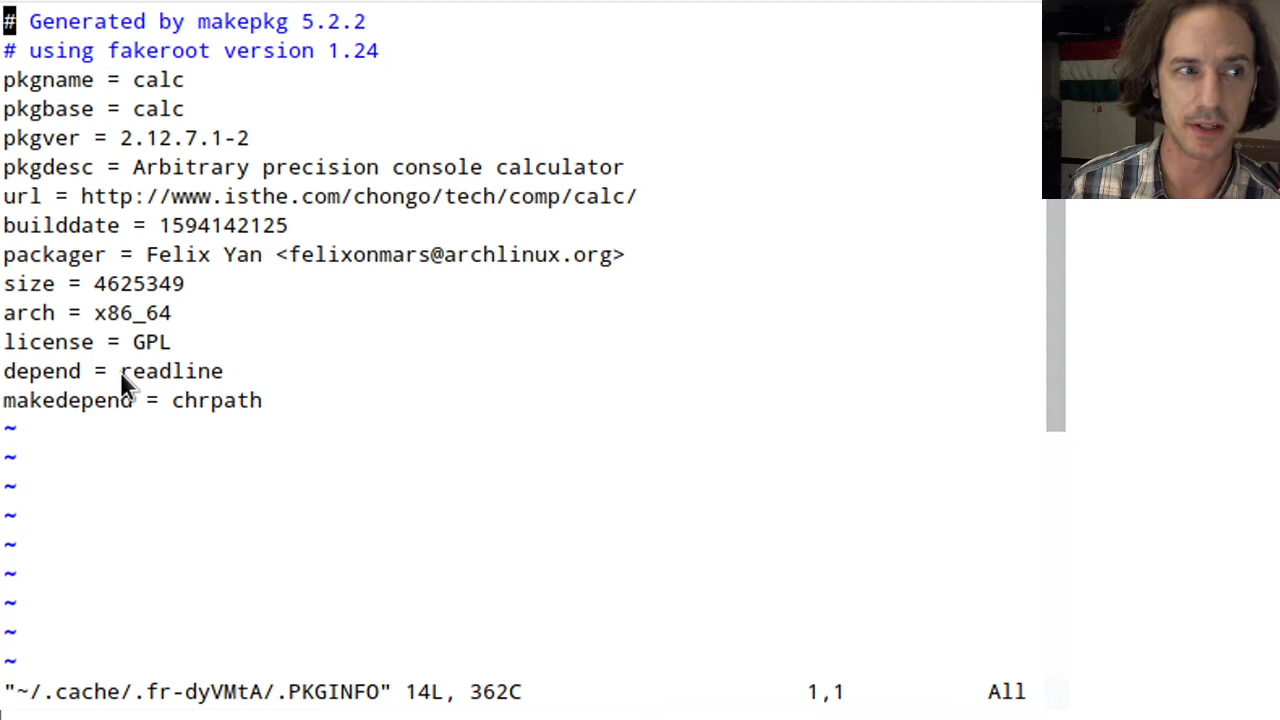 # Generated by makepkg 5.2.2
# using fakeroot version 1.24
pkgname = calc
pkgbase = calc
pkgver = 2.12.7.1-2
pkgdesc = Arbitrary precision console calculator
url = http://www.isthe.com/chongo/tech/comp/calc/
builddate = 1594142125
packager = Felix Yan <felixonmars@archlinux.org>
size = 4625349
arch = x86_64
license = GPL
depend = readline
makedepend = chrpath
~
~
~
~
~
~
~
~
~
"~/.cache/.fr-dyVMtA/.PKGINFO" 14L, 362C 1,1 All